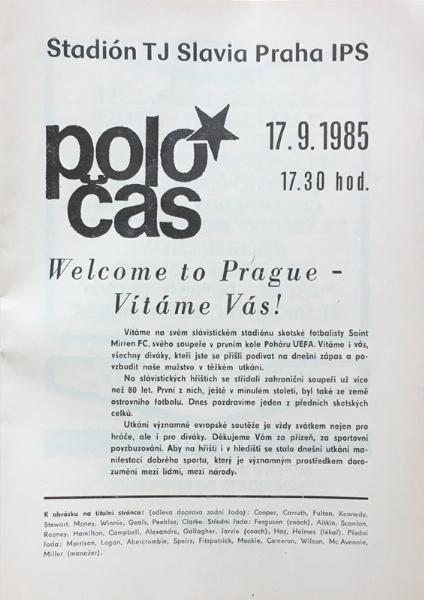 Stadión TJ Slavia Praha IPS
polo
čas
17. 9. 1985
17.30 hod.
Welcome to Prague -
Vítáme Vás!
Vítáme na svém slávistickém stadiónu skotské fotbalisty Saint
Mirren FC, svého soupeře v prvním kole Poháru UEFA. Vítáme i vás,
všechny diváky, kteří jste se přišli podívat na dnešní zápas a po-
vzbudit naše mužstvo v těžkém utkání.
Na slávistických hřištích se střídali zahraniční soupeři už více
než 80 let. První z nich, ještě v minulém století, byl také ze země
ostrovního fotbalu. Dnes pozdravíme jeden z předních skotských
celků.
Utkání významné evropské soutěže je vždy svátkem nejen pro
hráče, ale i pro diváky. Děkujeme Vám za přízeň, za sportovní
povzbuzování. Aby na hřišti i v hledišti se stalo dnešní utkání ma-
nifestací dobrého sportu, který je významným prostředkem doro-
zumění mezi lidmi, mezi národy.
K obrázku na titulní stránce: (odleva doprava zadní řada): Cooper, Carruth, Fulton, Kennedy,
Stewart, Money, Winnie, Goals, Peebles, Clarke. Střední řada: Ferguson (coach), Aitkin, Scanlon,
Rooney, Hamilton, Campbell, Alexandre, Gallagher, Jarvie (coach), Hay, Holmes (lékař). Přední
řada: Morrison, Logan, Abercrombie, Speirs, Fitzpatrick, Mackie, Cameron, Wilson, Mc Avennie,
Miller (manažer).